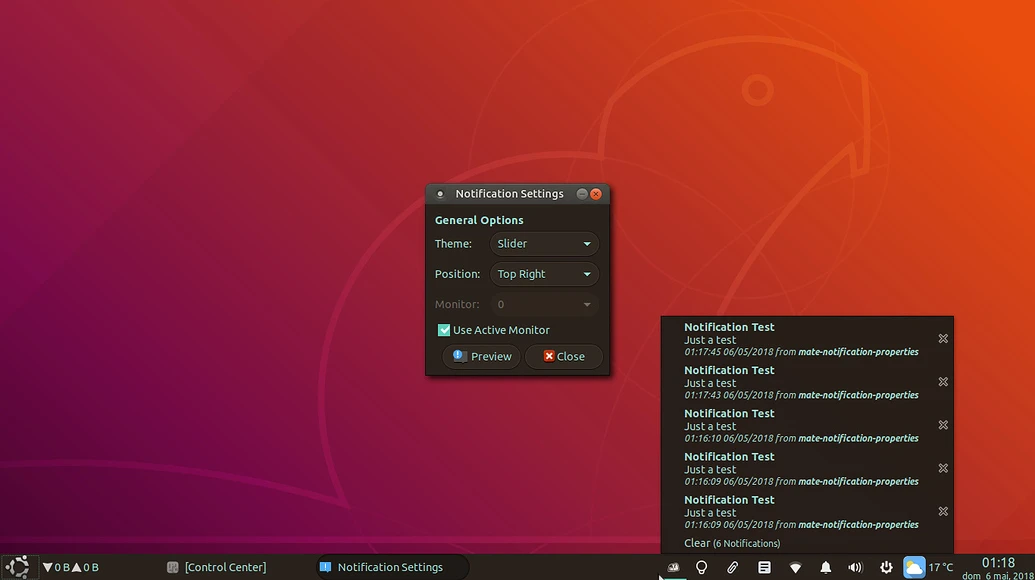 Notification Settings
General Options
Theme: Slider
Position: Top Right
Monitor: 0
Use Active Monitor
Preview Close
Notification Test
Just a test
01:17:45 06/05/2018 from mate-notification-properties
Notification Test
Just a test
01:17:43 06/05/2018 from mate-notification-properties
Notification Test
Just a test
01:16:10 06/05/2018 from mate-notification-properties
Notification Test
Just a test
01:16:09 06/05/2018 from mate-notification-properties
Notification Test
Just a test
01:16:09 06/05/2018 from mate-notification-properties
Clear (6 Notifications)
0 B 0 B [Control Center] Notification Settings 17 °C 01:18
dom 6 mai, 2018